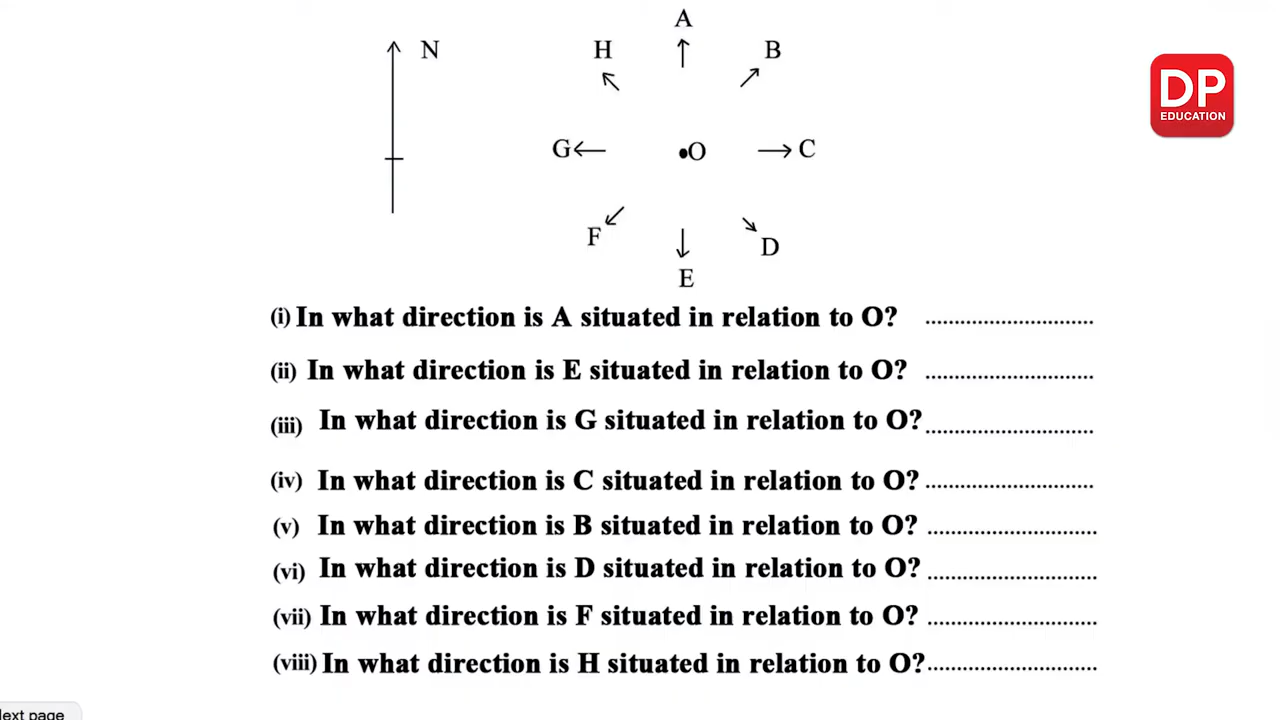 A
N
H
B
DP
EDUCATION
G
O
C
F
D
E
(i) In what direction is A situated in relation to O? .............................
(ii) In what direction is E situated in relation to O? .............................
(iii) In what direction is G situated in relation to O? .............................
(iv) In what direction is C situated in relation to O? .............................
(v) In what direction is B situated in relation to O? .............................
(vi) In what direction is D situated in relation to O? .............................
(vii) In what direction is F situated in relation to O? .............................
(viii) In what direction is H situated in relation to O? .............................
page